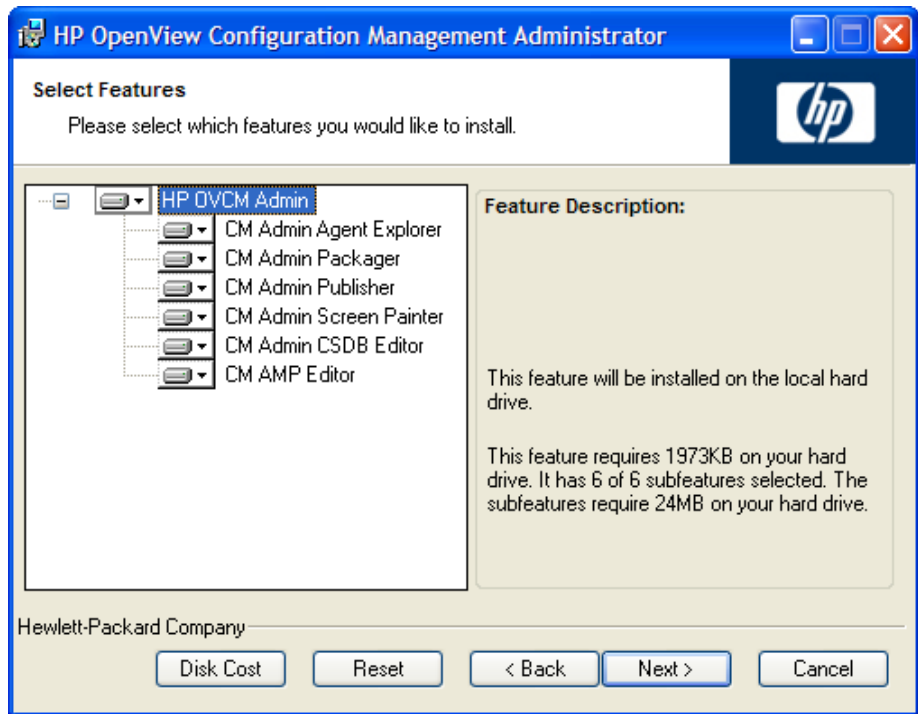 HP OpenView Configuration Management Administrator
Select Features
Please select which features you would like to install.
hp
HP OVCM Admin
CM Admin Agent Explorer
CM Admin Packager
CM Admin Publisher
CM Admin Screen Painter
CM Admin CSDB Editor
CM AMP Editor
Feature Description:
This feature will be installed on the local hard
drive.
This feature requires 1973KB on your hard
drive. It has 6 of 6 subfeatures selected. The
subfeatures require 24MB on your hard drive.
Hewlett-Packard Company
Disk Cost
Reset
< Back
Next >
Cancel